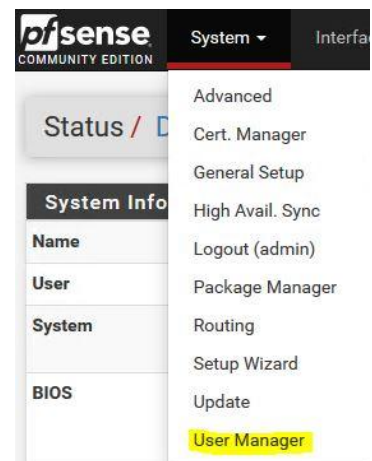 pfsense System Interfa
COMMUNITY EDITION
Status / D
Advanced
Cert. Manager
General Setup
High Avail. Sync
Logout (admin)
Package Manager
Routing
Setup Wizard
Update
User Manager
System Info
Name
User
System
BIOS